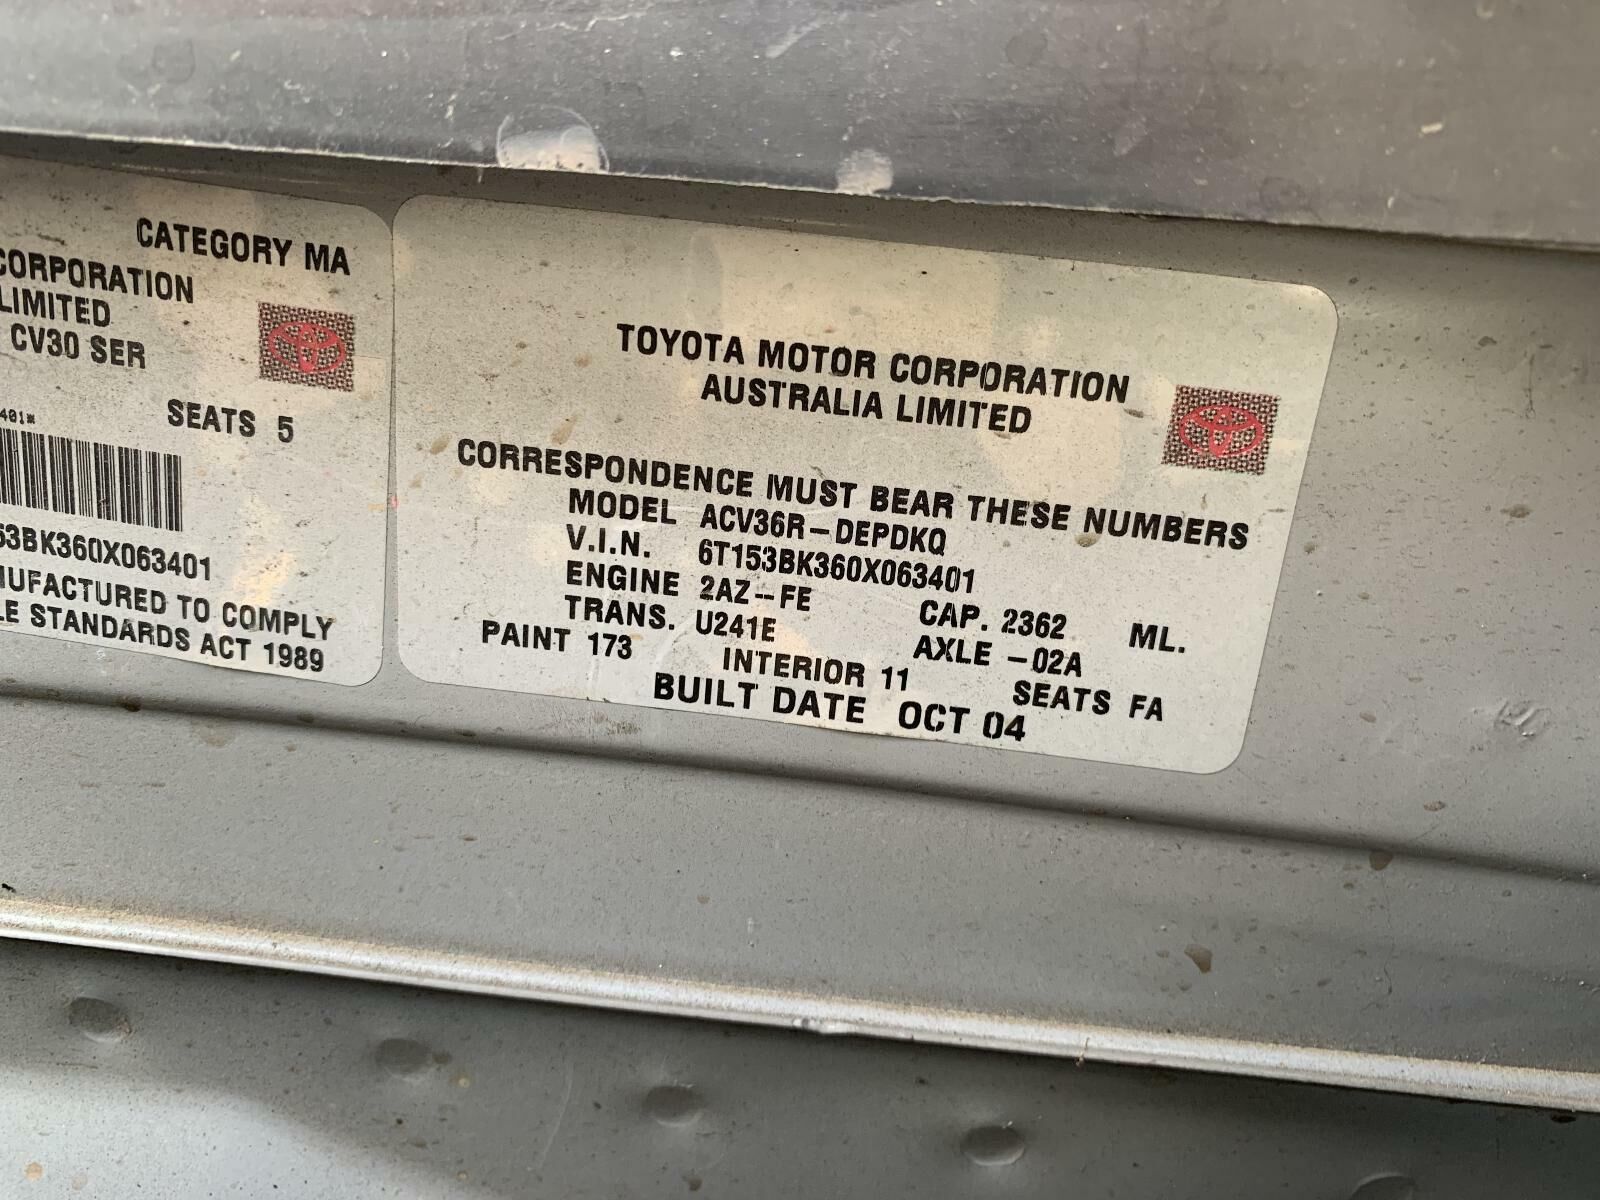 CATEGORY MA
CORPORATION
LIMITED
CV30 SER
SEATS 5
401*
53BK360X063401
NUFACTURED TO COMPLY
LE STANDARDS ACT 1989
TOYOTA MOTOR CORPORATION
AUSTRALIA LIMITED
CORRESPONDENCE MUST BEAR THESE NUMBERS
MODEL ACV36R-DEPDKQ
V.I.N. 6T153BK360X063401
ENGINE 2AZ-FE CAP. 2362 ML.
TRANS. U241E AXLE -02A
PAINT 173 INTERIOR 11 SEATS FA
BUILT DATE OCT 04